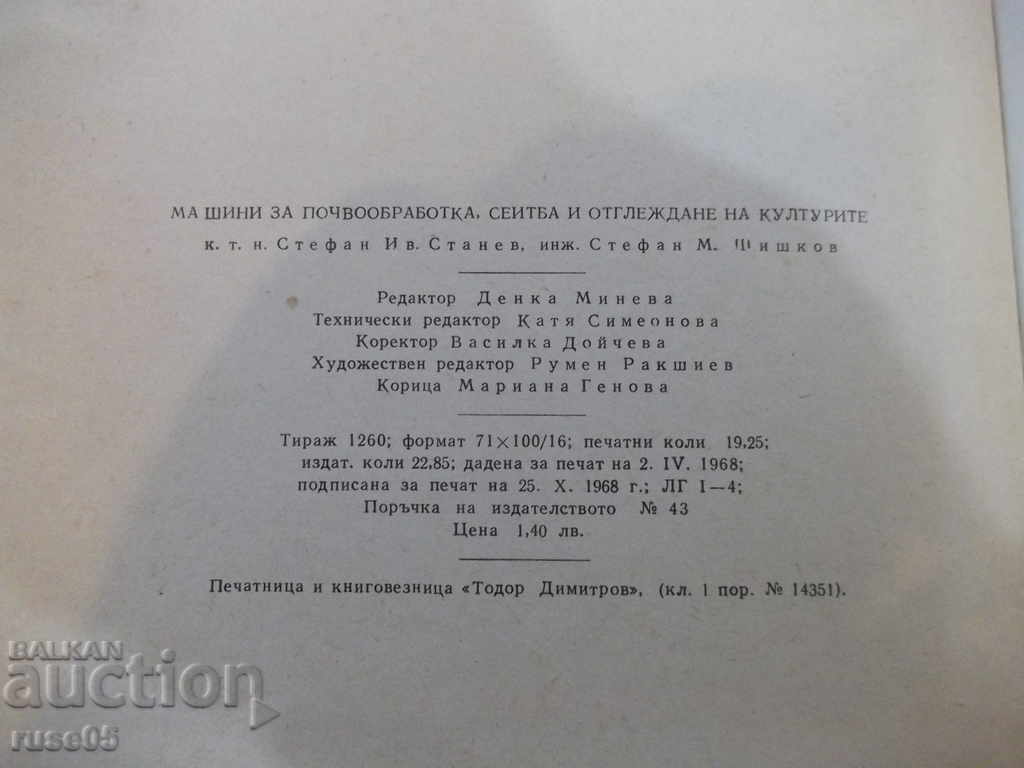 МАШИНИ ЗА ПОЧВООБРАБОТКА, СЕИТБА И ОТГЛЕЖДАНЕ НА КУЛТУРИТЕ
к. т. н. Стефан Ив. Станев, инж. Стефан М. Шишков
Редактор Денка Минева
Технически редактор Катя Симеонова
Коректор Василка Дойчева
Художествен редактор Румен Ракшиев
Корица Мариана Генова
Тираж 1260; формат 71×100/16; печатни коли 19,25;
издат. коли 22,85; дадена за печат на 2. IV. 1968;
подписана за печат на 25. X. 1968 г.; ЛГ I—4;
Поръчка на издателството № 43
Цена 1,40 лв.
Печатница и книговезница «Тодор Димитров», (кл. 1 пор. № 14351).
BALKAN
auction
ruse05